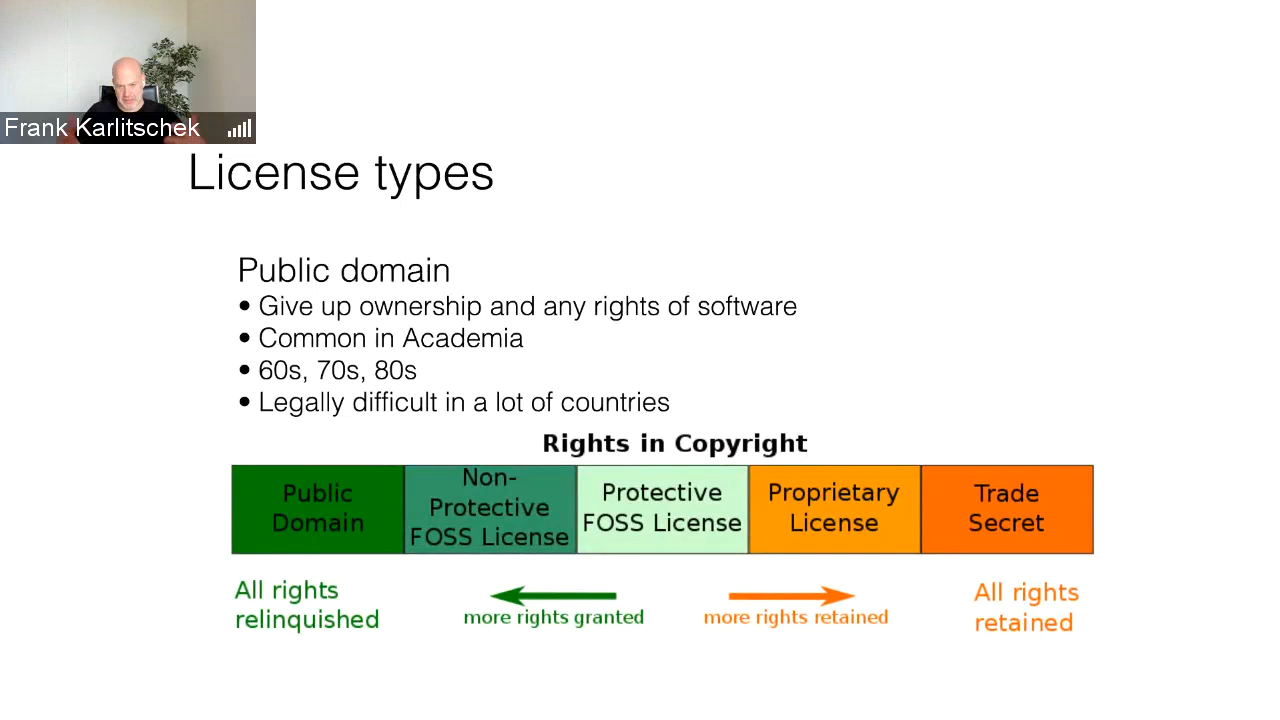 Frank Karlitschek
License types
Public domain
• Give up ownership and any rights of software
• Common in Academia
• 60s, 70s, 80s
• Legally difficult in a lot of countries
Rights in Copyright
Public
Domain
Non-
Protective
FOSS License
Protective
FOSS License
Proprietary
License
Trade
Secret
All rights
relinquished
more rights granted
more rights retained
All rights
retained